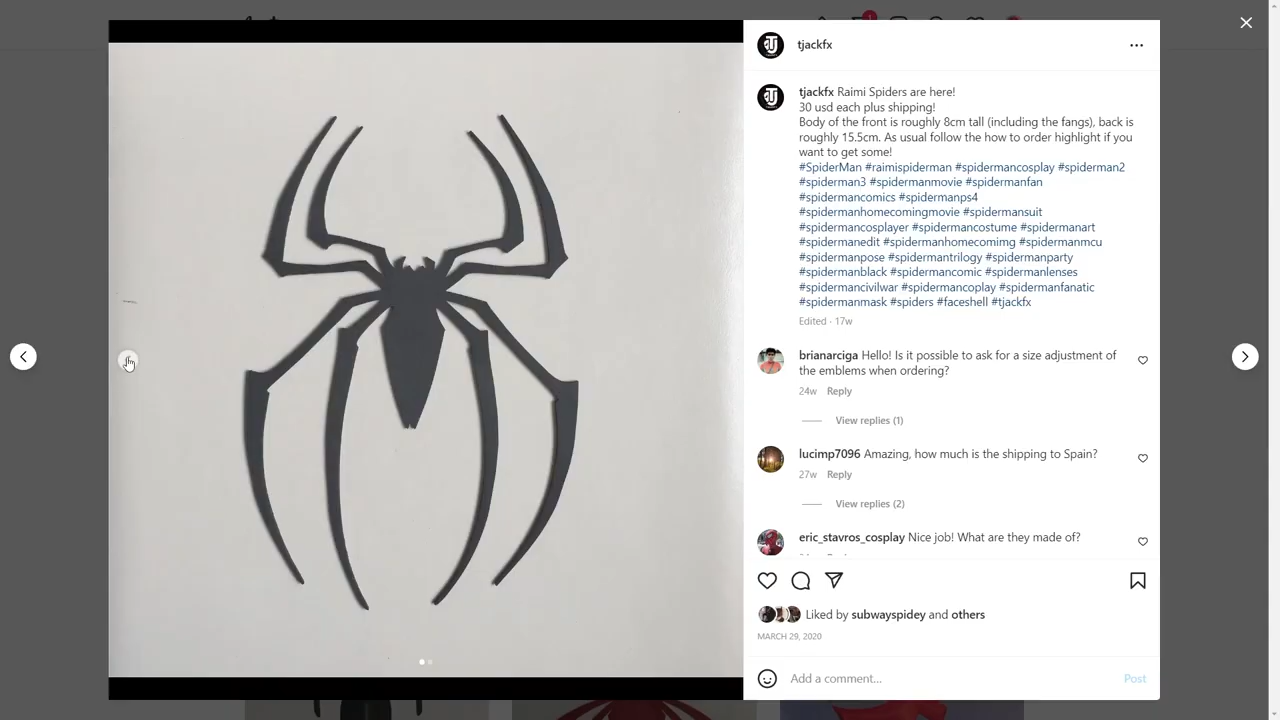 tjackfx
tjackfx Raimi Spiders are here!
30 usd each plus shipping!
Body of the front is roughly 8cm tall (including the fangs), back is
roughly 15.5cm. As usual follow the how to order highlight if you
want to get some!
#SpiderMan #raimispiderman #spidermancosplay #spiderman2
#spiderman3 #spidermanmovie #spidermanfan
#spidermancomics #spidermanps4
#spidermanhomecomingmovie #spidermansuit
#spidermancosplayer #spidermancostume #spidermanart
#spidermanedit #spidermanhomecomimg #spidermanmcu
#spidermanpose #spidermantrilogy #spidermanparty
#spidermanblack #spidermancomic #spidermanlenses
#spidermancivilwar #spidermancoplay #spidermanfanatic
#spidermanmask #spiders #faceshell #tjackfx
Edited · 17w
brianarciga Hello! Is it possible to ask for a size adjustment of
the emblems when ordering?
24w Reply
View replies (1)
lucimp7096 Amazing, how much is the shipping to Spain?
27w Reply
View replies (2)
eric_stavros_cosplay Nice job! What are they made of?
Liked by subwayspidey and others
MARCH 29, 2020
Add a comment... Post